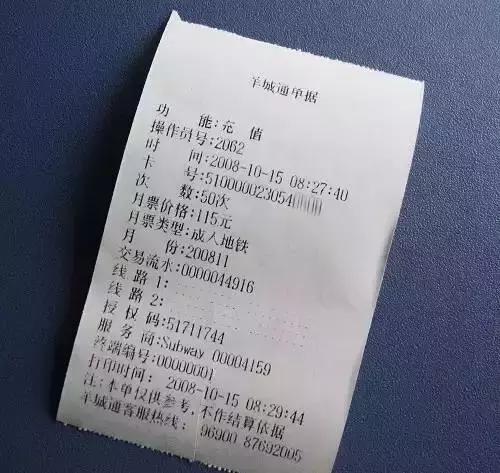 羊城通单据
功 能:充 值
操作员号:2062
时 间:2008-10-15 08:27:40
卡 号:510000023054
次 数:50次
月票价格:115元
月票类型:成人地铁
月 份:200811
交易流水:0000044916
线 路 1:
线 路 2:
授 权 码:51711744
服 务 商:Subway 00004159
终端编号:00000001
打印时间: 2008-10-15 08:29:44
注:本单仅供参考,不作结算依据
羊城通客服热线: 96900 87692005